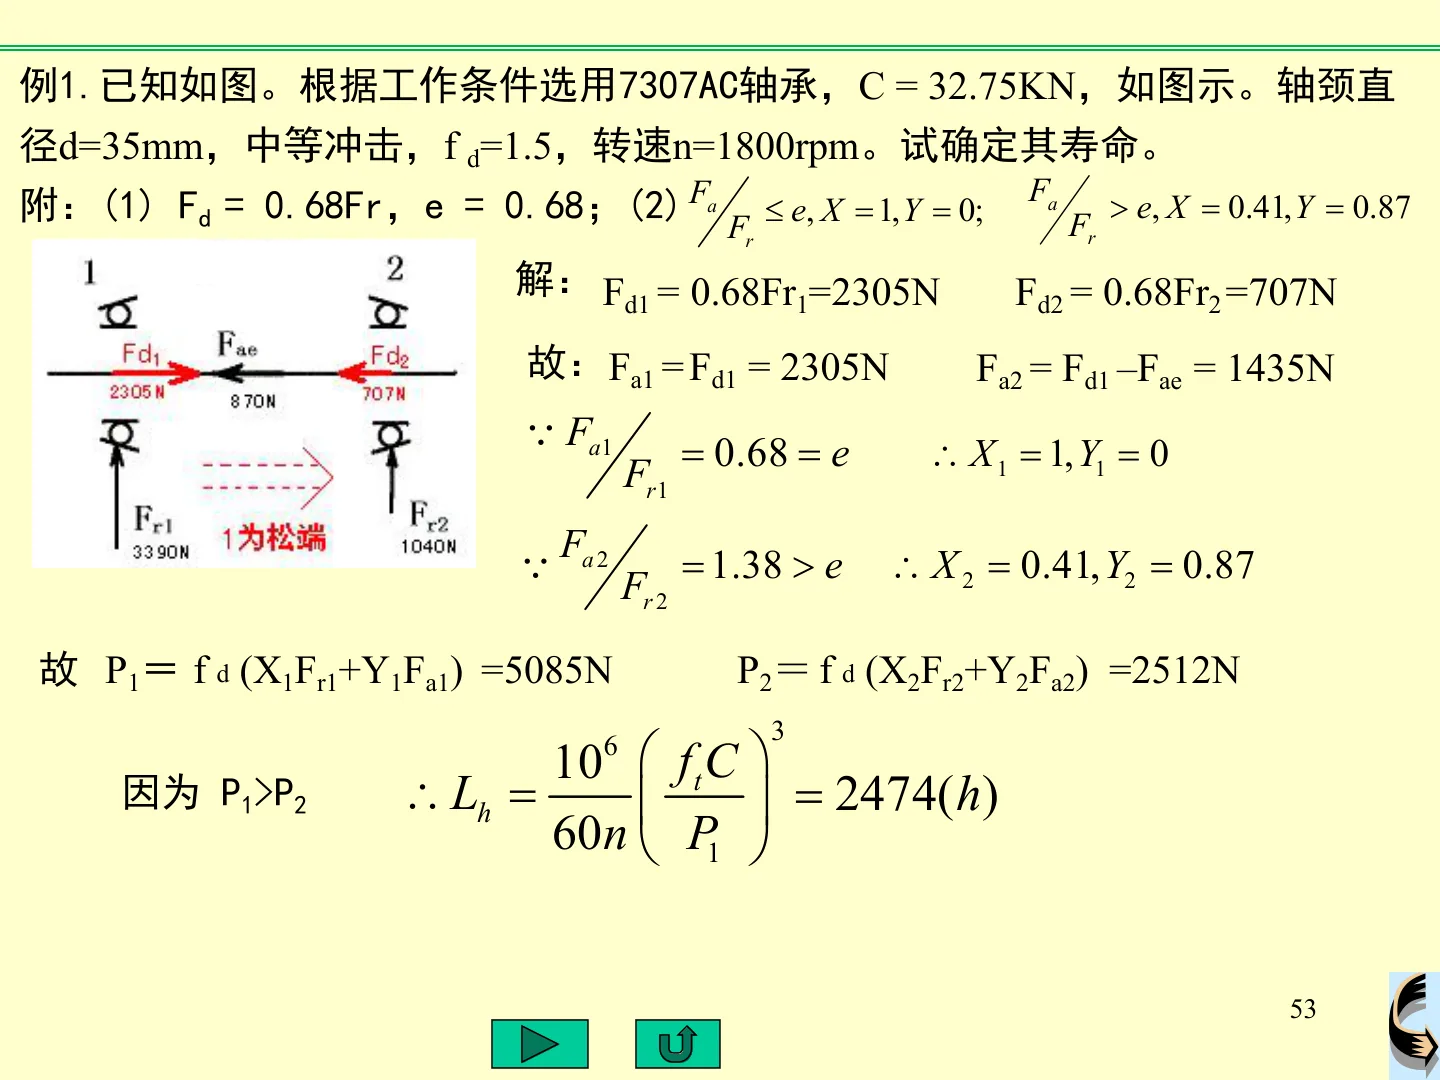 例1.已知如图。根据工作条件选用7307AC轴承，C = 32.75KN，如图示。轴颈直
径d=35mm，中等冲击，f d=1.5，转速n=1800rpm。试确定其寿命。
附：(1) Fd = 0.68Fr，e = 0.68；(2) Fa/Fr ≤ e, X = 1, Y = 0; Fa/Fr > e, X = 0.41, Y = 0.87
1 2
Fd1 Fae Fd2
2305N 870N 707N
Fr1 Fr2
3390N 1040N
1为松端
解：Fd1 = 0.68Fr1=2305N Fd2 = 0.68Fr2=707N
故：Fa1 = Fd1 = 2305N Fa2 = Fd1 –Fae = 1435N
∵ Fa1/Fr1 = 0.68 = e ∴ X1 = 1, Y1 = 0
∵ Fa2/Fr2 = 1.38 > e ∴ X2 = 0.41, Y2 = 0.87
故 P1＝ f d (X1Fr1+Y1Fa1) =5085N P2＝ f d (X2Fr2+Y2Fa2) =2512N
因为 P1>P2 ∴ Lh = 10^6/60n (ftC/P1)^3 = 2474(h)
53